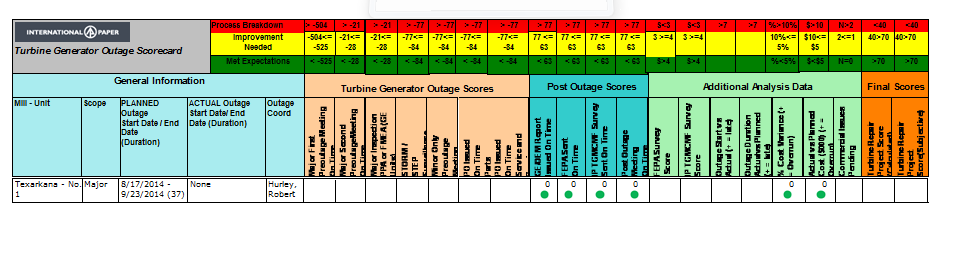 INTERNATIONAL PAPER
Turbine Generator Outage Scorecard
Process Breakdown > -504 > -21 > -21 > -77 > -77 > -77 > -77 > -77 > 77 > 77 > 77 > 77 $<3 $<3 >7 >7 %>10% $>10 N>2 <40 <40
Improvement Needed -504<= -525 -21<= -28 -21<= -28 -77<= -84 -77<= -84 -77<= -84 -77<= -84 -77<= -84 77 <= 63 77 <= 63 77 <= 63 77 <= 63 3 >=4 3 >=4 10%<= 5% $10<= $5 2<=1 40>70 40>70
Met Expectations < -525 < -28 < -28 < -84 < -84 < -84 < -84 < -84 < 63 < 63 < 63 < 63 $>4 $>4 %<5% $<$5 N=0 >70 >70
General Information
Turbine Generator Outage Scores
Post Outage Scores
Additional Analysis Data
Final Scores
Mill - Unit
Scope
PLANNED
Outage
Start Date / End
Date
(Duration)
ACTUAL Outage
Start Date/ End
Date (Duration)
Outage
Coord
Major First
Preoutage Meeting
On Time
Major Second
Preoutage Meeting
On Time
Major Inspection
STORM /
STEP
Minor Only
Preoutage
Meeting
PO Issued
On Time
Parts
PO Issued
On Time
Service and
GE IDEM Report
Issued On Time
FEPA Sent
On Time
IP TGMC/MF Survey
Sent On Time
Post Outage
Meeting
On Time
FEPA Survey
Score
IP TGMC/MF Survey
Score
Outage Start vs
Actual (+ = late)
Outage Duration
Actual vs Planned
(+ = late)
% Cost Variance (+
= Overrun)
Actual vs Planned
Cost ($000) (+ =
Overrun)
Commercial Issues
Pending
Turbine Repair
Project Score
(Calculated)
Turbine Repair
Project
Score(Subjective)
Texarkana - No. 1
Major
8/17/2014 -
9/23/2014 (37)
None
Hurley,
Robert
0 0 0 0 0 0